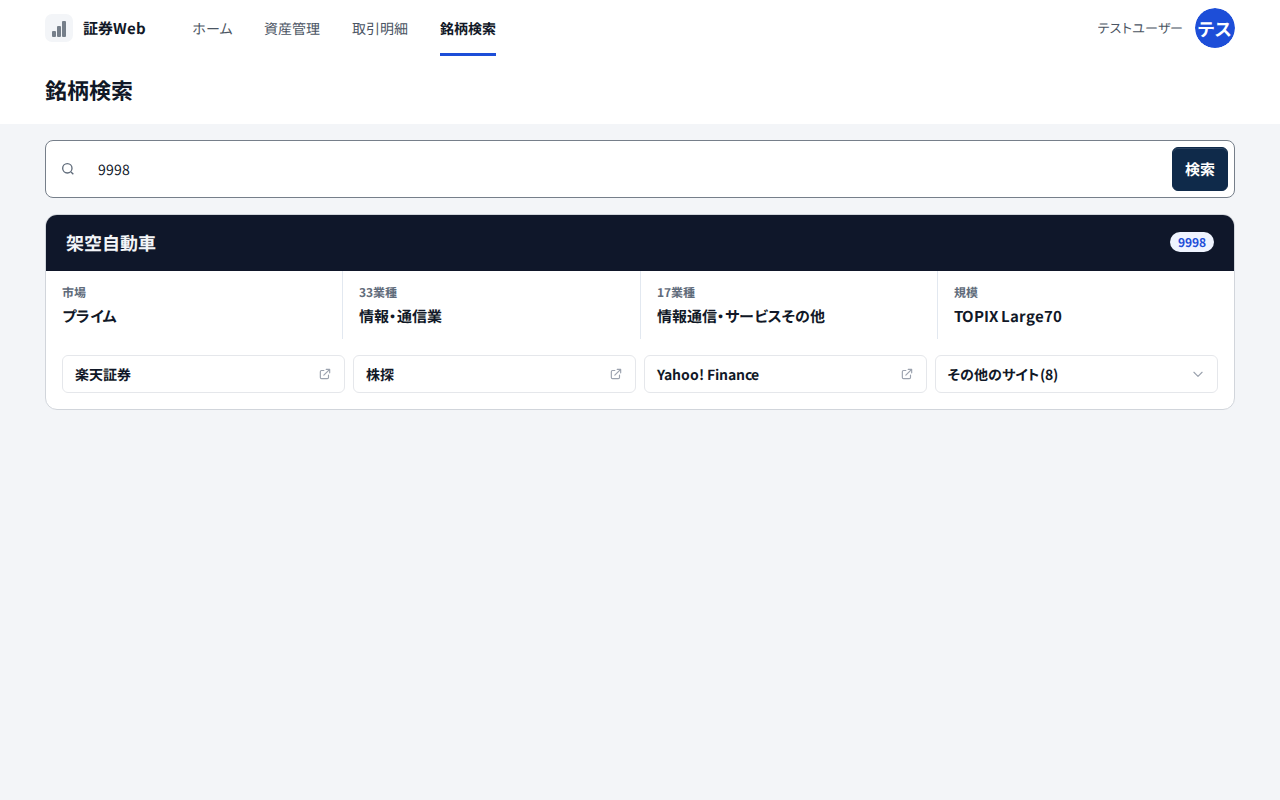 証券Web
ホーム
資産管理
取引明細
銘柄検索
テストユーザー
テス
銘柄検索
9998
検索
架空自動車
9998
市場
プライム
33業種
情報・通信業
17業種
情報通信・サービスその他
規模
TOPIX Large70
楽天証券
株探
Yahoo! Finance
その他のサイト(8)